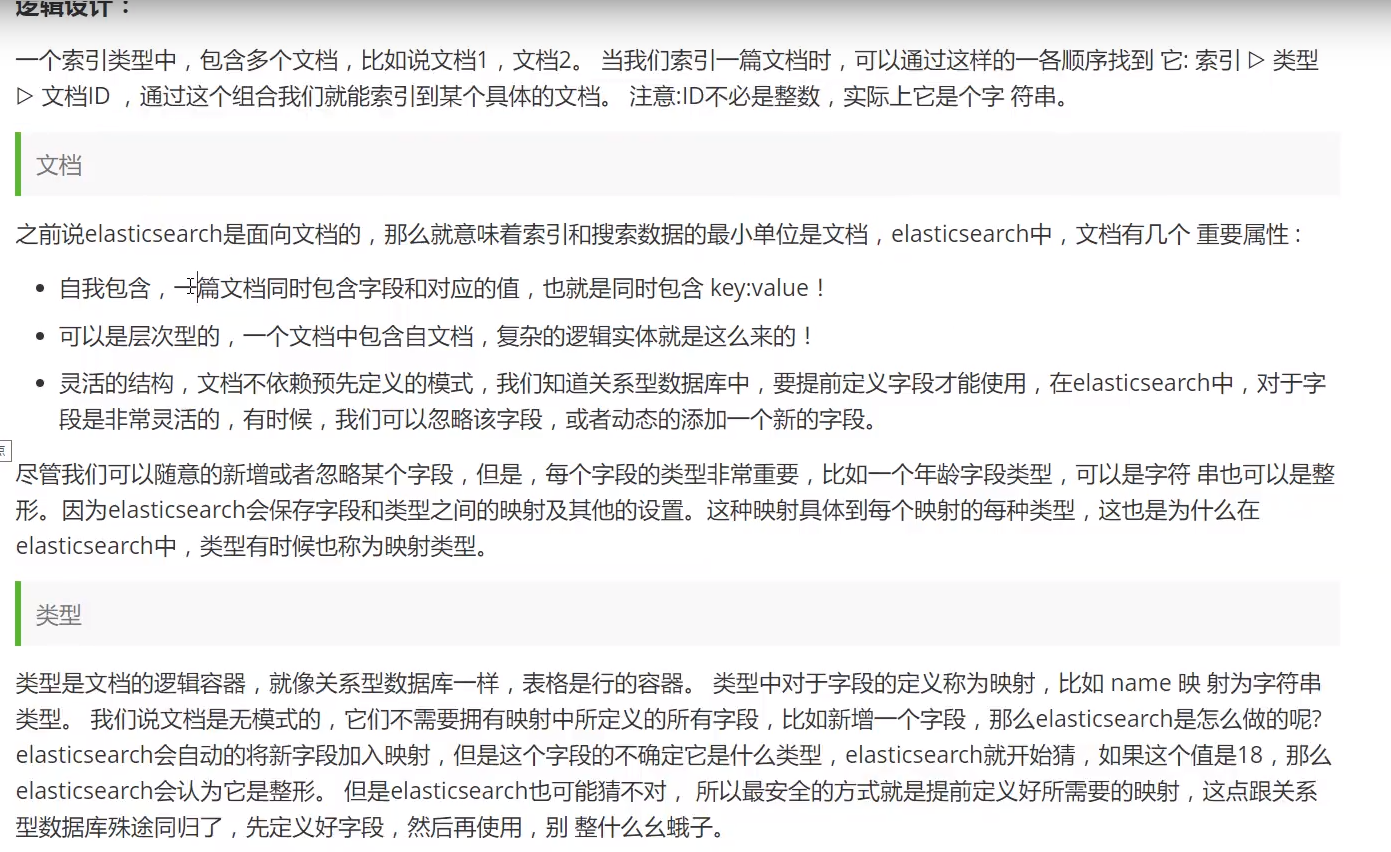 逻辑设计：
一个索引类型中，包含多个文档，比如说文档1，文档2。 当我们索引一篇文档时，可以通过这样的一各顺序找到 它: 索引 ▷ 类型
▷ 文档ID ，通过这个组合我们就能索引到某个具体的文档。 注意:ID不必是整数，实际上它是个字 符串。
文档
之前说elasticsearch是面向文档的，那么就意味着索引和搜索数据的最小单位是文档，elasticsearch中，文档有几个 重要属性 :
• 自我包含，一篇文档同时包含字段和对应的值，也就是同时包含 key:value！
• 可以是层次型的，一个文档中包含自文档，复杂的逻辑实体就是这么来的！
• 灵活的结构，文档不依赖预先定义的模式，我们知道关系型数据库中，要提前定义字段才能使用，在elasticsearch中，对于字
段是非常灵活的，有时候，我们可以忽略该字段，或者动态的添加一个新的字段。
尽管我们可以随意的新增或者忽略某个字段，但是，每个字段的类型非常重要，比如一个年龄字段类型，可以是字符 串也可以是整
形。因为elasticsearch会保存字段和类型之间的映射及其他的设置。这种映射具体到每个映射的每种类型，这也是为什么在
elasticsearch中，类型有时候也称为映射类型。
类型
类型是文档的逻辑容器，就像关系型数据库一样，表格是行的容器。 类型中对于字段的定义称为映射，比如 name 映 射为字符串
类型。 我们说文档是无模式的，它们不需要拥有映射中所定义的所有字段，比如新增一个字段，那么elasticsearch是怎么做的呢?
elasticsearch会自动的将新字段加入映射，但是这个字段的不确定它是什么类型，elasticsearch就开始猜，如果这个值是18，那么
elasticsearch会认为它是整形。 但是elasticsearch也可能猜不对， 所以最安全的方式就是提前定义好所需要的映射，这点跟关系
型数据库殊途同归了，先定义好字段，然后再使用，别 整什么幺蛾子。